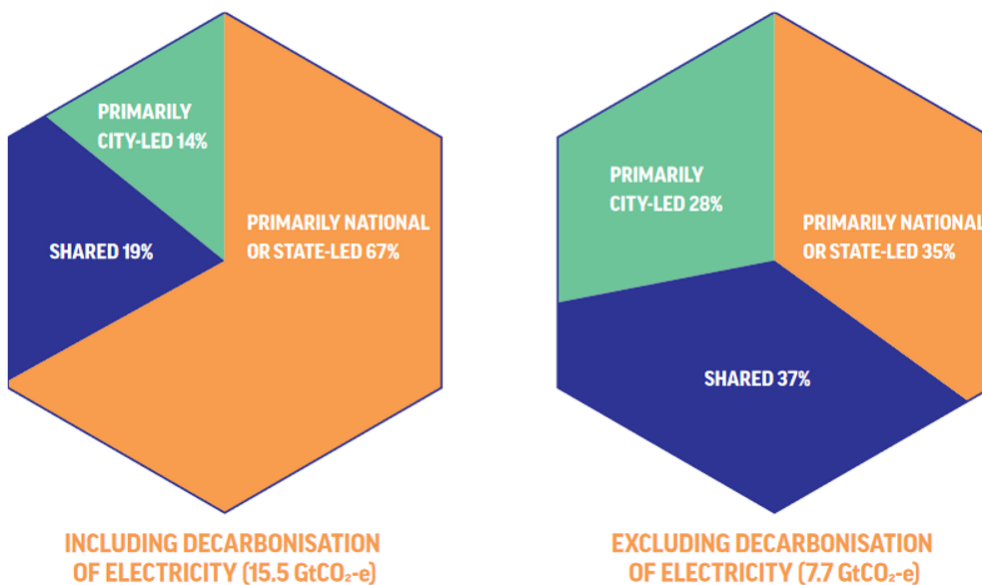 PRIMARILY
CITY-LED 14%
SHARED 19%
PRIMARILY NATIONAL
OR STATE-LED 67%
INCLUDING DECARBONISATION
OF ELECTRICITY (15.5 GtCO₂-e)
PRIMARILY
CITY-LED 28%
PRIMARILY NATIONAL
OR STATE-LED 35%
SHARED 37%
EXCLUDING DECARBONISATION
OF ELECTRICITY (7.7 GtCO₂-e)